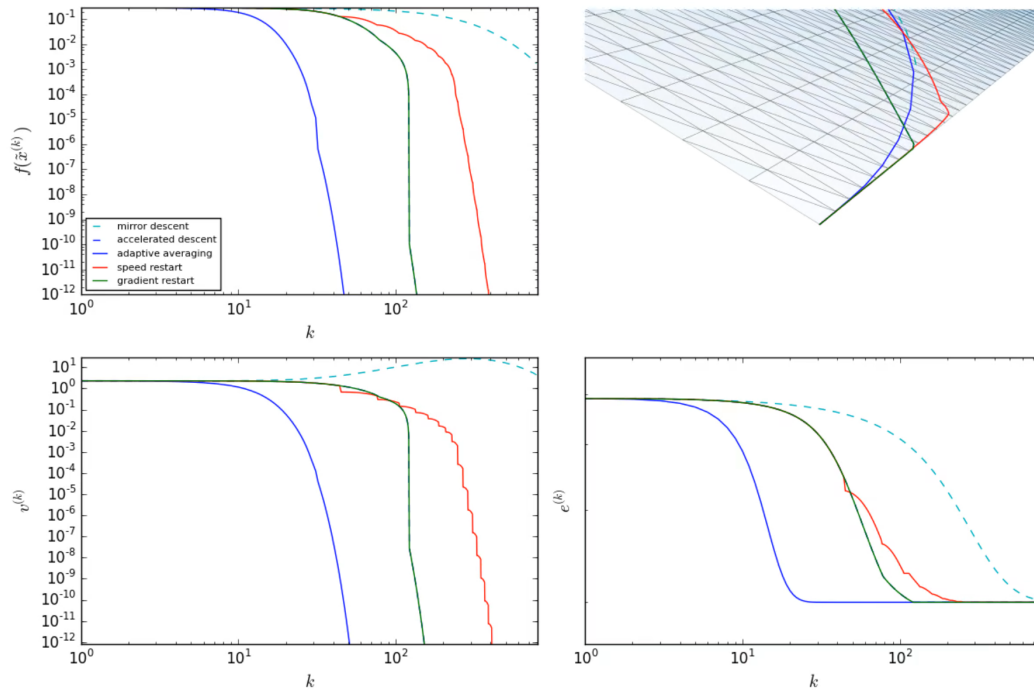 10^{-1}
10^{-2}
10^{-3}
10^{-4}
10^{-5}
10^{-6}
10^{-7}
10^{-8}
10^{-9}
10^{-10}
10^{-11}
10^{-12}
f(x̃^{(k)})
mirror descent
accelerated descent
adaptive averaging
speed restart
gradient restart
10^0 10^1 10^2
k
10^1
10^0
10^{-1}
10^{-2}
10^{-3}
10^{-4}
10^{-5}
10^{-6}
10^{-7}
10^{-8}
10^{-9}
10^{-10}
10^{-11}
10^{-12}
v^{(k)}
10^0 10^1 10^2
k
e^{(k)}
10^0 10^1 10^2
k